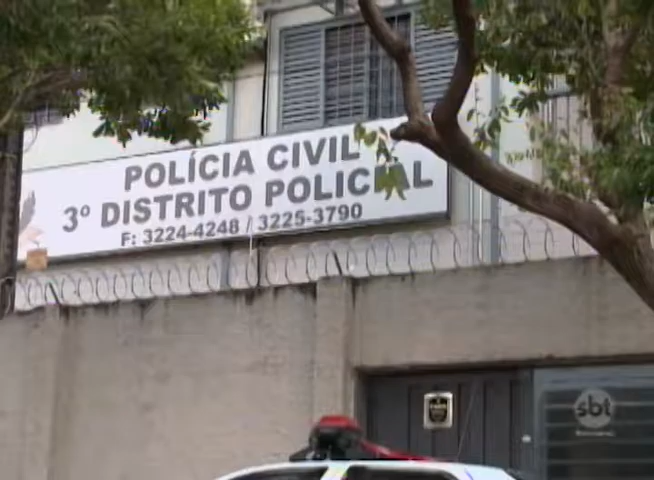 POLÍCIA CIVIL
3º DISTRITO POLICIAL
F: 3224-4248 / 3225-3790
sbt